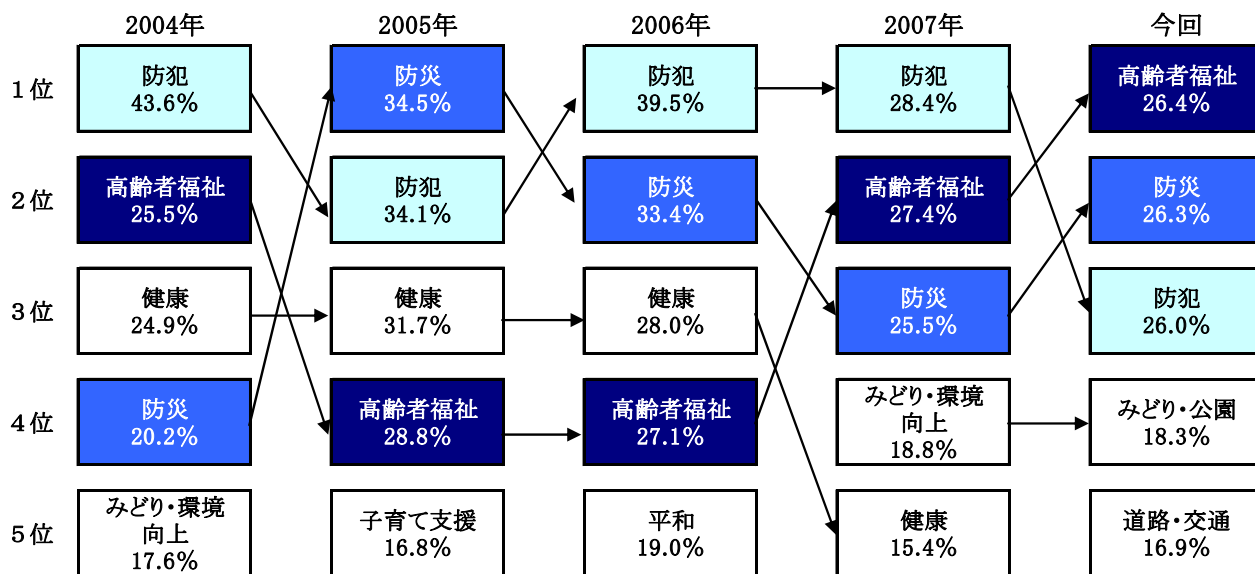 2004年
2005年
2006年
2007年
今回
1位
防犯
43.6%
防災
34.5%
防犯
39.5%
防犯
28.4%
高齢者福祉
26.4%
2位
高齢者福祉
25.5%
防犯
34.1%
防災
33.4%
高齢者福祉
27.4%
防災
26.3%
3位
健康
24.9%
健康
31.7%
健康
28.0%
防災
25.5%
防犯
26.0%
4位
防災
20.2%
高齢者福祉
28.8%
高齢者福祉
27.1%
みどり・環境
向上
18.8%
みどり・公園
18.3%
5位
みどり・環境
向上
17.6%
子育て支援
16.8%
平和
19.0%
健康
15.4%
道路・交通
16.9%